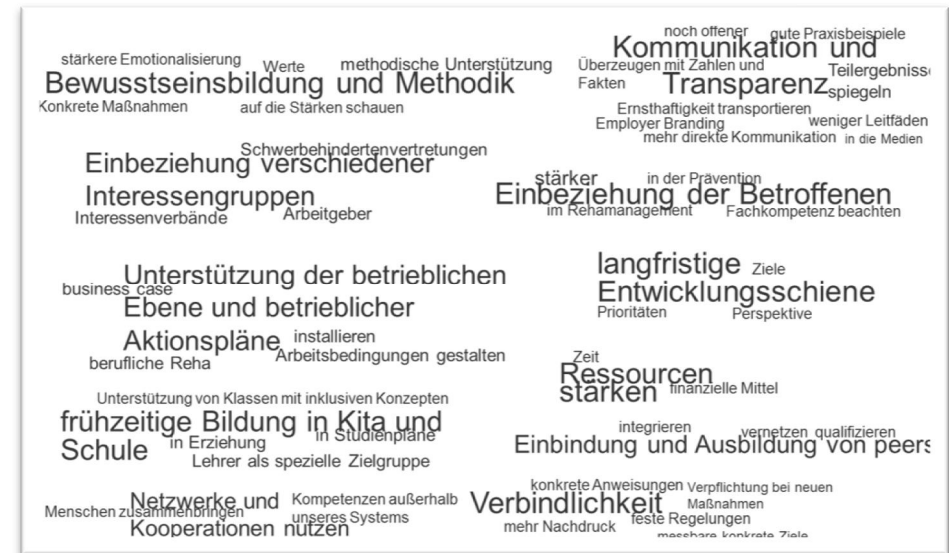 stärkere Emotionalisierung
Werte
methodische Unterstützung
Bewusstseinsbildung und Methodik
Konkrete Maßnahmen
auf die Stärken schauen
noch offener
gute Praxisbeispiele
Kommunikation und
Transparenz
Überzeugen mit Zahlen und
Fakten
Teilergebniss
spiegeln
Ernsthaftigkeit transportieren
Employer Branding
weniger Leitfäden
mehr direkte Kommunikation
in die Medien
Schwerbehindertenvertretungen
Einbeziehung verschiedener
Interessengruppen
Interessenverbände
Arbeitgeber
stärker
in der Prävention
Einbeziehung der Betroffenen
im Rehamanagement
Fachkompetenz beachten
Unterstützung der betrieblichen
business case
Ebene und betrieblicher
Aktionspläne
installieren
berufliche Reha
Arbeitsbedingungen gestalten
langfristige
Ziele
Entwicklungsschiene
Prioritäten
Perspektive
Zeit
Ressourcen
stärken
finanzielle Mittel
Unterstützung von Klassen mit inklusiven Konzepten
frühzeitige Bildung in Kita und
Schule
in Erziehung
in Studienpläne
Lehrer als spezielle Zielgruppe
integrieren
vernetzen
qualifizieren
Einbindung und Ausbildung von peers
Netzwerke und
Kooperationen nutzen
Menschen zusammenbringen
Kompetenzen außerhalb
unseres Systems
konkrete Anweisungen
Verpflichtung bei neuen
Maßnahmen
Verbindlichkeit
mehr Nachdruck
feste Regelungen
messbare konkrete Ziele